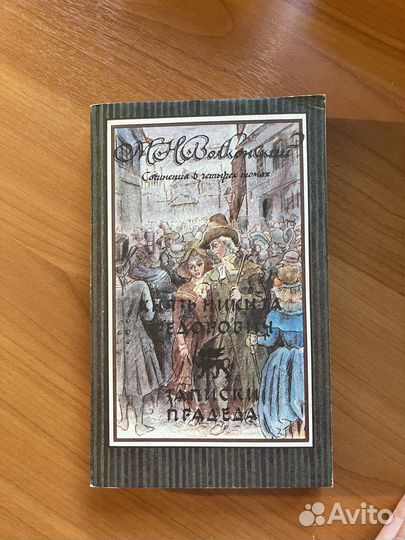 М Н Волконский
Сочинения в четырех томах
КНЯЗЬ НИКИТА
ФЕДОРОВИЧ
ЗАПИСКИ
ПРАДЕДА
Avito